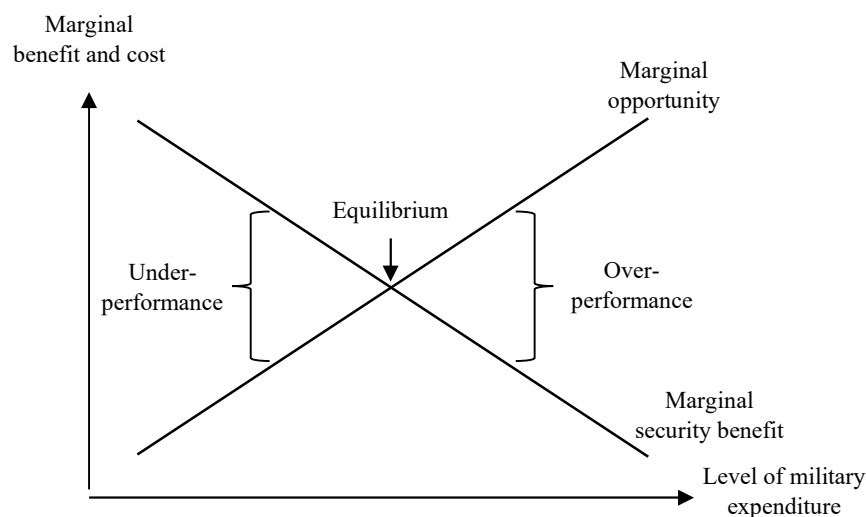 Marginal
benefit and cost
Marginal
opportunity
Equilibrium
Under-
performance
Over-
performance
Marginal
security benefit
Level of military
expenditure